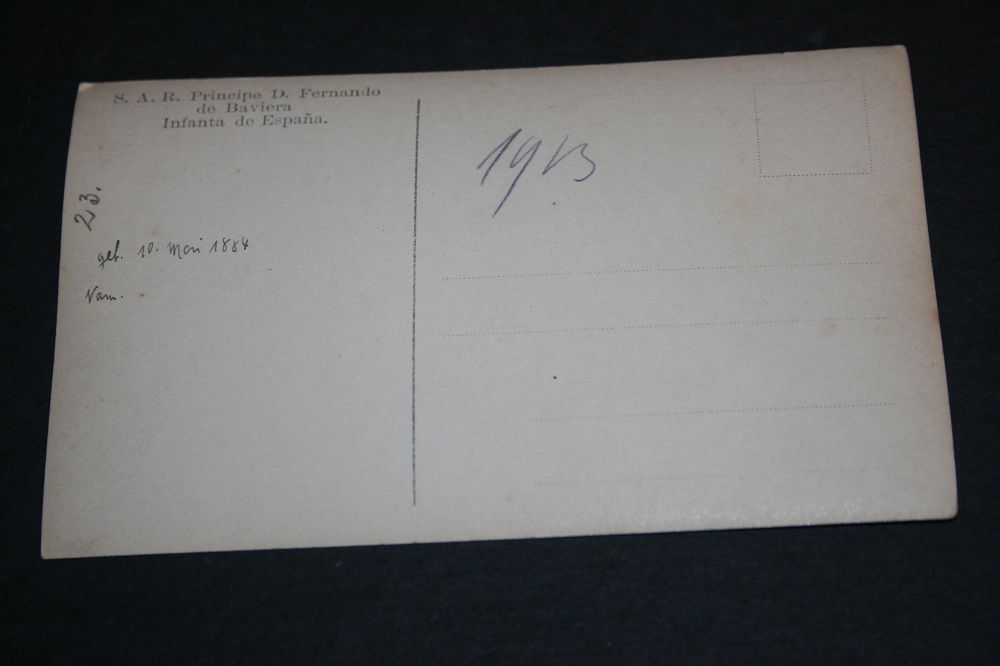 S. A. R. Principe D. Fernando
de Baviera
Infanta de España.
23.
geb. 10. Mai 1884
1913